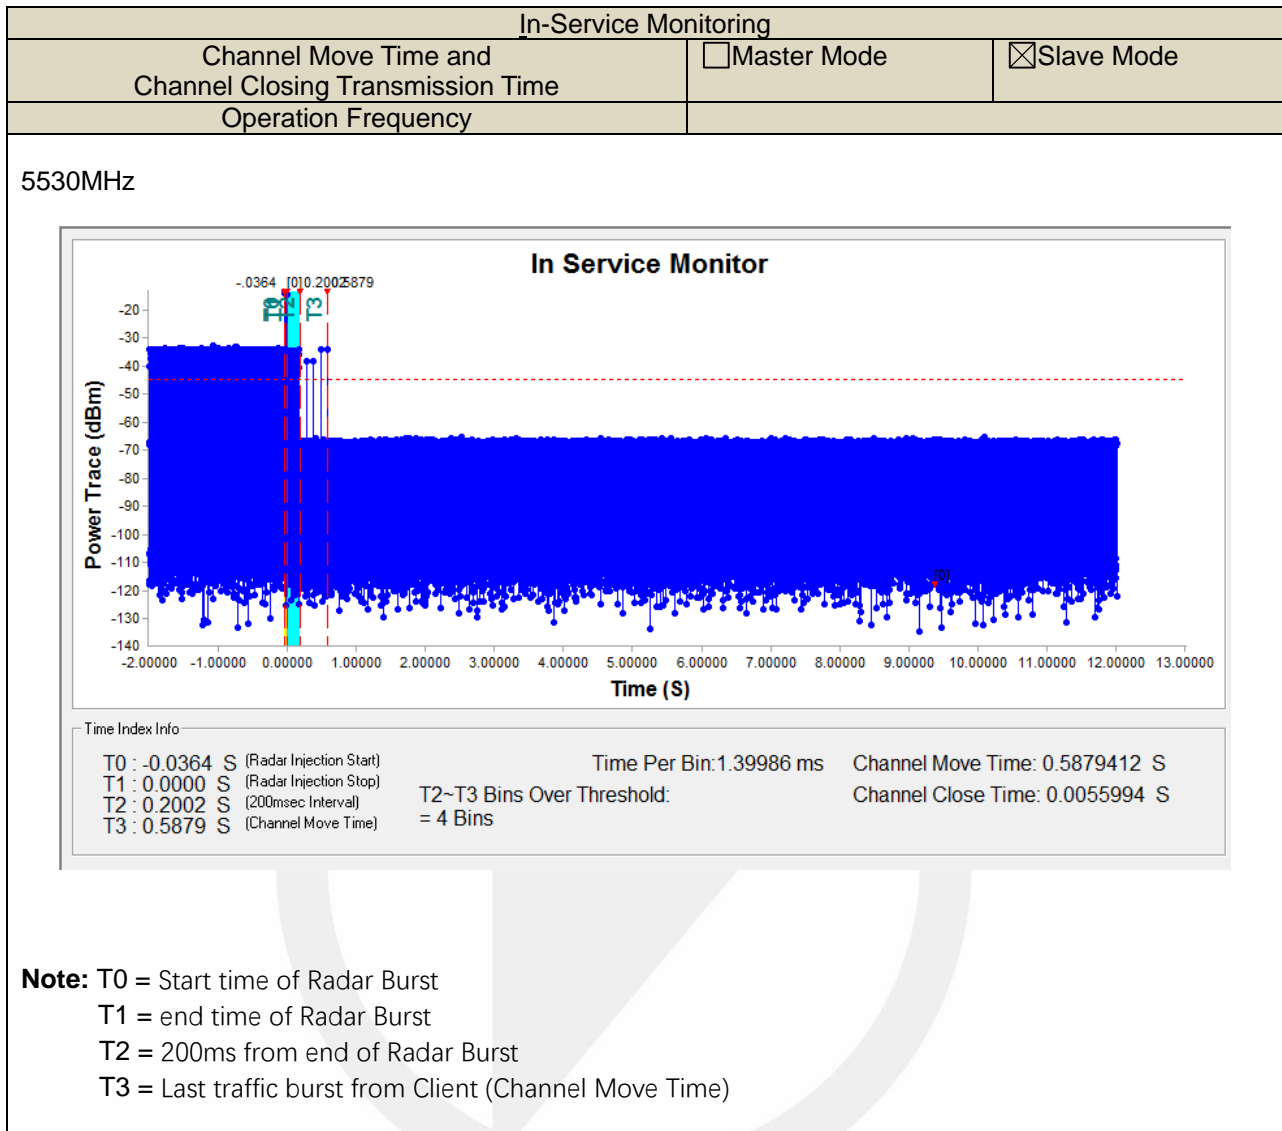 In-Service Monitoring
Channel Move Time and
Channel Closing Transmission Time
Master Mode
Slave Mode
Operation Frequency
5530MHz
In Service Monitor
-.0364 [0] 0.2002 0.5879
T2 T3
Power Trace (dBm)
-20
-30
-40
-50
-60
-70
-80
-90
-100
-110
-120
-130
-140
[0]
-2.00000 -1.00000 0.00000 1.00000 2.00000 3.00000 4.00000 5.00000 6.00000 7.00000 8.00000 9.00000 10.00000 11.00000 12.00000 13.00000
Time (S)
Time Index Info
T0 : -0.0364 S (Radar Injection Start)
T1 : 0.0000 S (Radar Injection Stop)
T2 : 0.2002 S (200msec Interval)
T3 : 0.5879 S (Channel Move Time)
Time Per Bin:1.39986 ms
T2~T3 Bins Over Threshold:
= 4 Bins
Channel Move Time: 0.5879412 S
Channel Close Time: 0.0055994 S
Note: T0 = Start time of Radar Burst
T1 = end time of Radar Burst
T2 = 200ms from end of Radar Burst
T3 = Last traffic burst from Client (Channel Move Time)